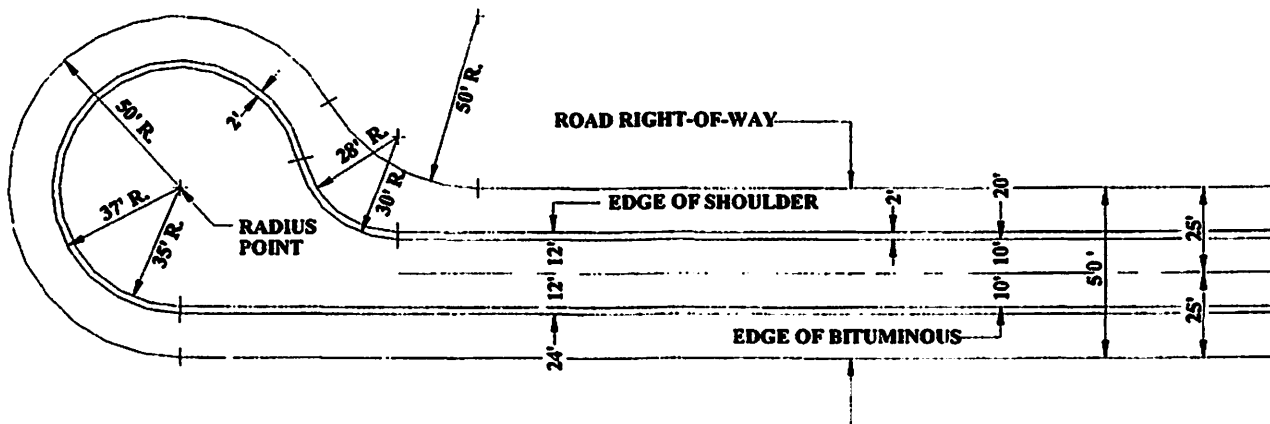 50' R.
2'
28' R.
50' R.
30' R.
37' R.
35' R.
RADIUS
POINT
ROAD RIGHT-OF-WAY
EDGE OF SHOULDER
2'
20'
12'
12'
24'
10'
10'
50'
25'
25'
EDGE OF BITUMINOUS